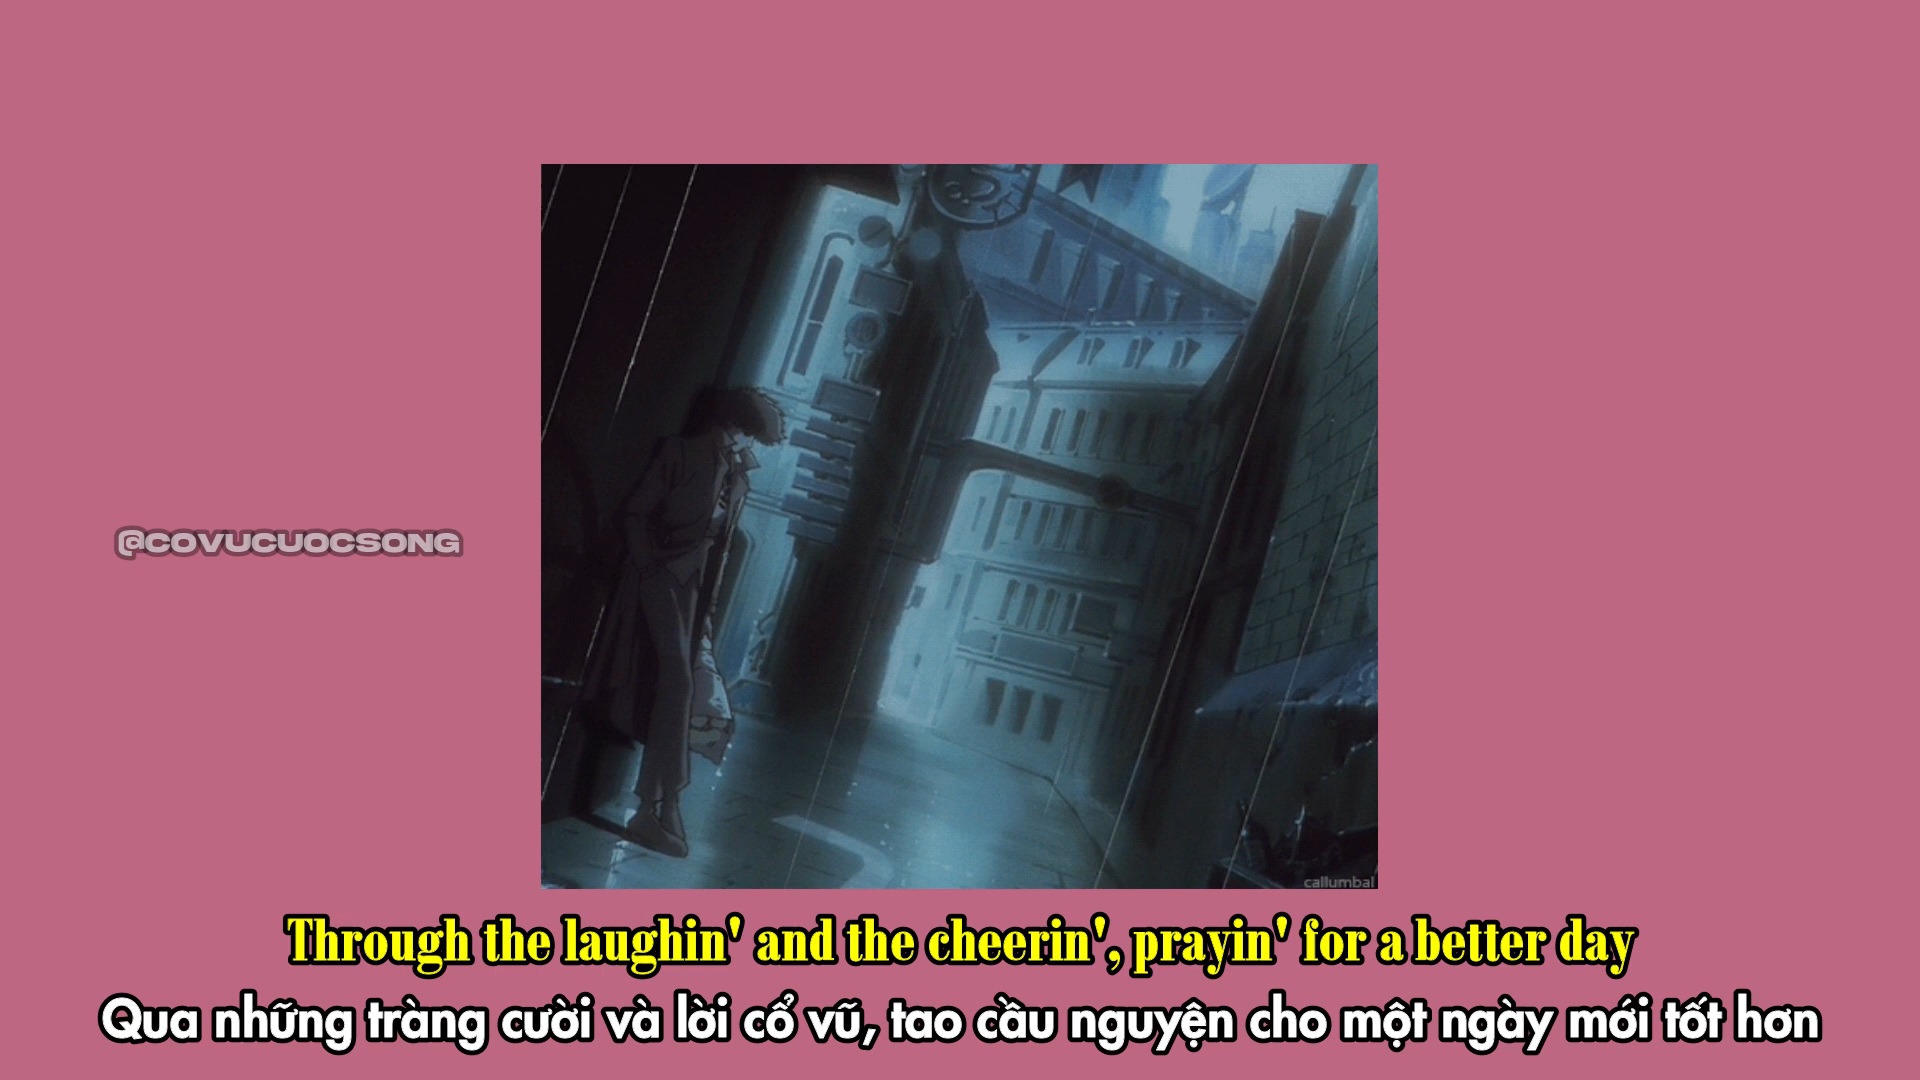 @COVUCUOCSONG
callumbal
Through the laughin' and the cheerin', prayin' for a better day
Qua những tràng cười và lời cổ vũ, tao cầu nguyện cho một ngày mới tốt hơn